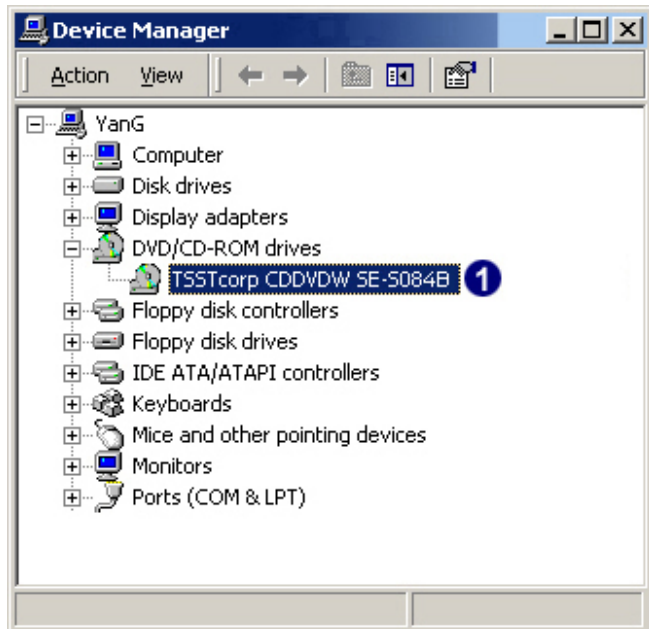 Device Manager
Action View
YanG
Computer
Disk drives
Display adapters
DVD/CD-ROM drives
TSSTcorp CDDVDW SE-S084B 1
Floppy disk controllers
Floppy disk drives
IDE ATA/ATAPI controllers
Keyboards
Mice and other pointing devices
Monitors
Ports (COM & LPT)